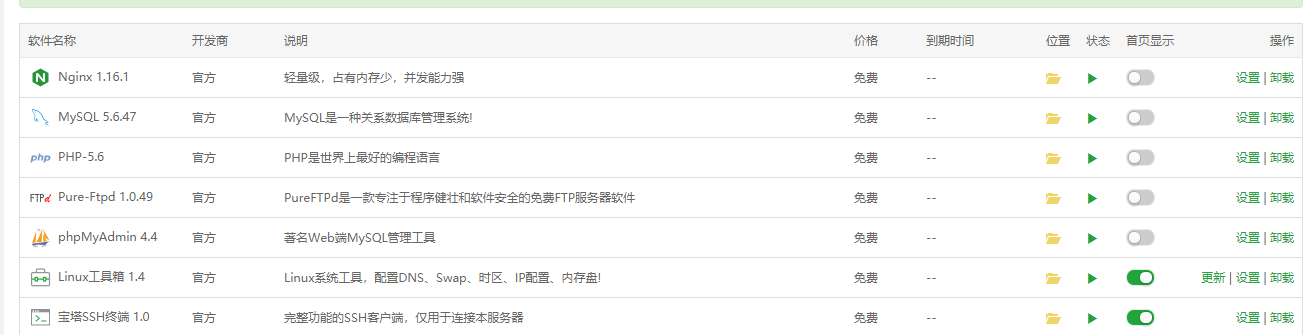 软件名称 开发商 说明 价格 到期时间 位置 状态 首页显示 操作
Nginx 1.16.1 官方 轻量级，占有内存少，并发能力强 免费 -- 设置 | 卸载
MySQL 5.6.47 官方 MySQL是一种关系数据库管理系统! 免费 -- 设置 | 卸载
php PHP-5.6 官方 PHP是世界上最好的编程语言 免费 -- 设置 | 卸载
FTPd Pure-Ftpd 1.0.49 官方 PureFTPd是一款专注于程序健壮和软件安全的免费FTP服务器软件 免费 -- 设置 | 卸载
phpMyAdmin 4.4 官方 著名Web端MySQL管理工具 免费 -- 设置 | 卸载
Linux工具箱 1.4 官方 Linux系统工具，配置DNS、Swap、时区、IP配置、内存盘! 免费 -- 更新 | 设置 | 卸载
宝塔SSH终端 1.0 官方 完整功能的SSH客户端，仅用于连接本服务器 免费 -- 设置 | 卸载